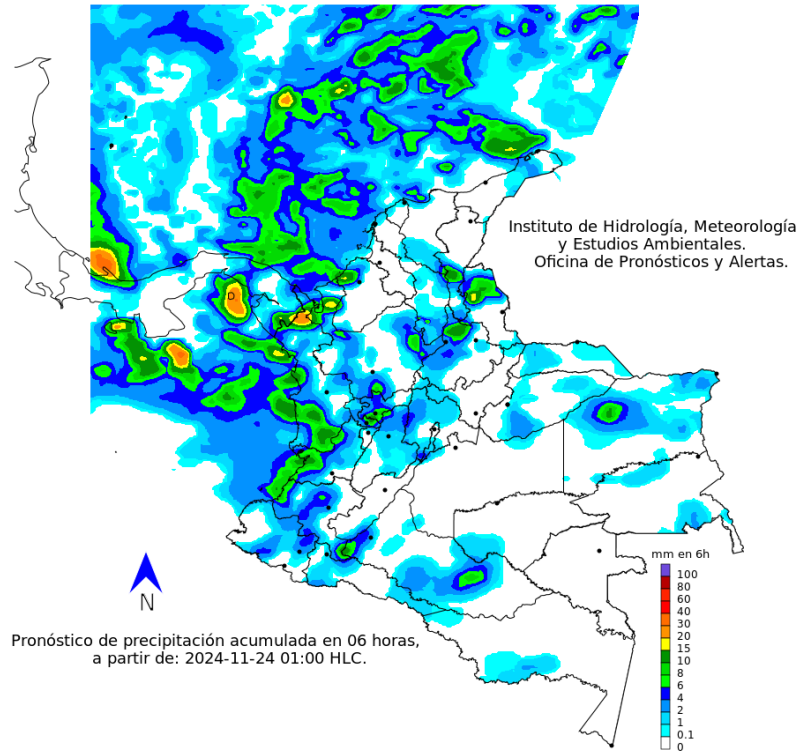 Instituto de Hidrología, Meteorología
y Estudios Ambientales.
Oficina de Pronósticos y Alertas.
mm en 6h
100
80
60
40
30
20
15
10
8
6
4
2
1
0.1
0
N
Pronóstico de precipitación acumulada en 06 horas,
a partir de: 2024-11-24 01:00 HLC.